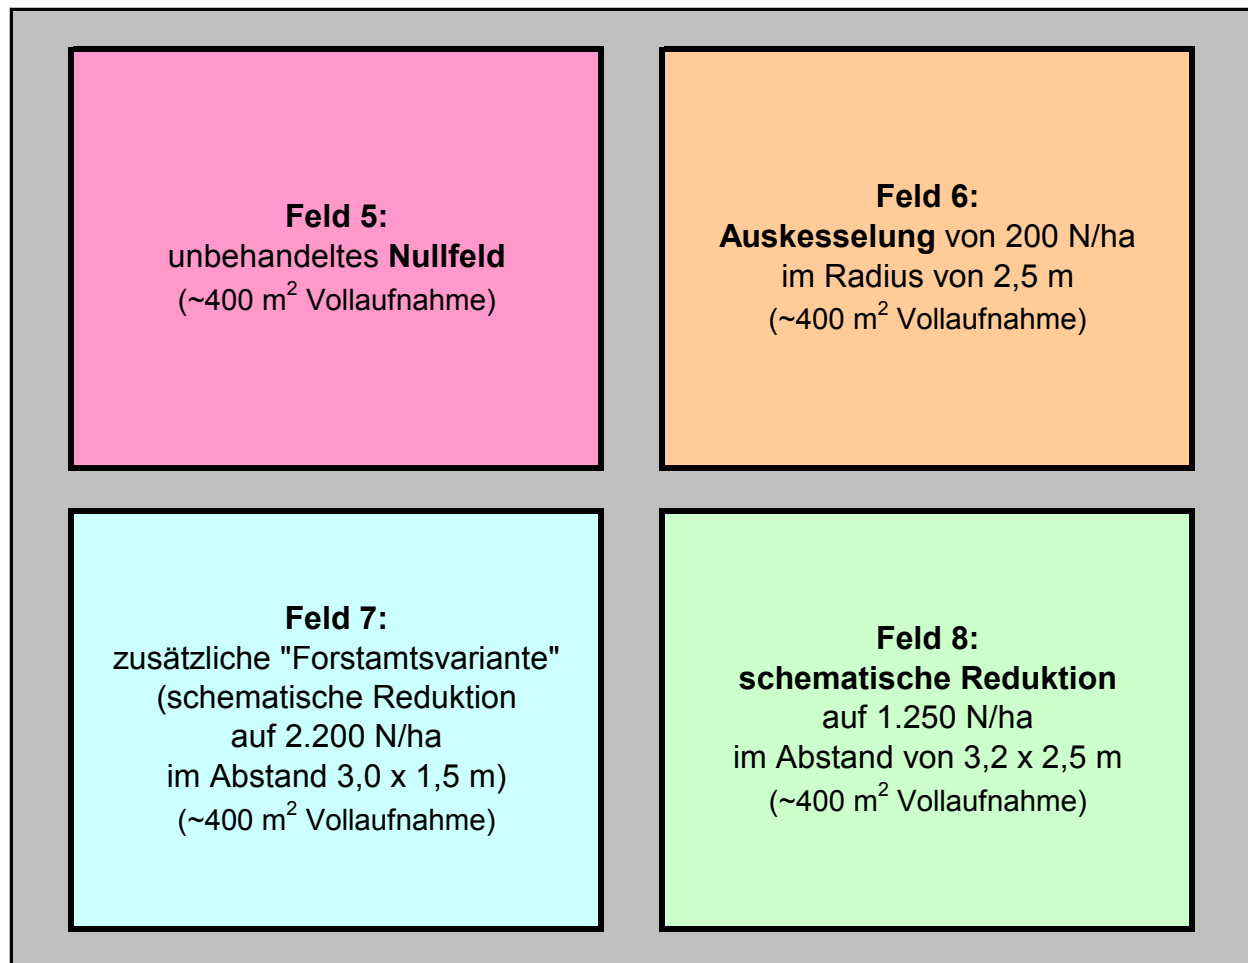 Feld 5:
unbehandeltes Nullfeld
(~400 m² Vollaufnahme)
Feld 6:
Auskesselung von 200 N/ha
im Radius von 2,5 m
(~400 m² Vollaufnahme)
Feld 7:
zusätzliche "Forstamtsvariante"
(schematische Reduktion
auf 2.200 N/ha
im Abstand 3,0 x 1,5 m)
(~400 m² Vollaufnahme)
Feld 8:
schematische Reduktion
auf 1.250 N/ha
im Abstand von 3,2 x 2,5 m
(~400 m² Vollaufnahme)